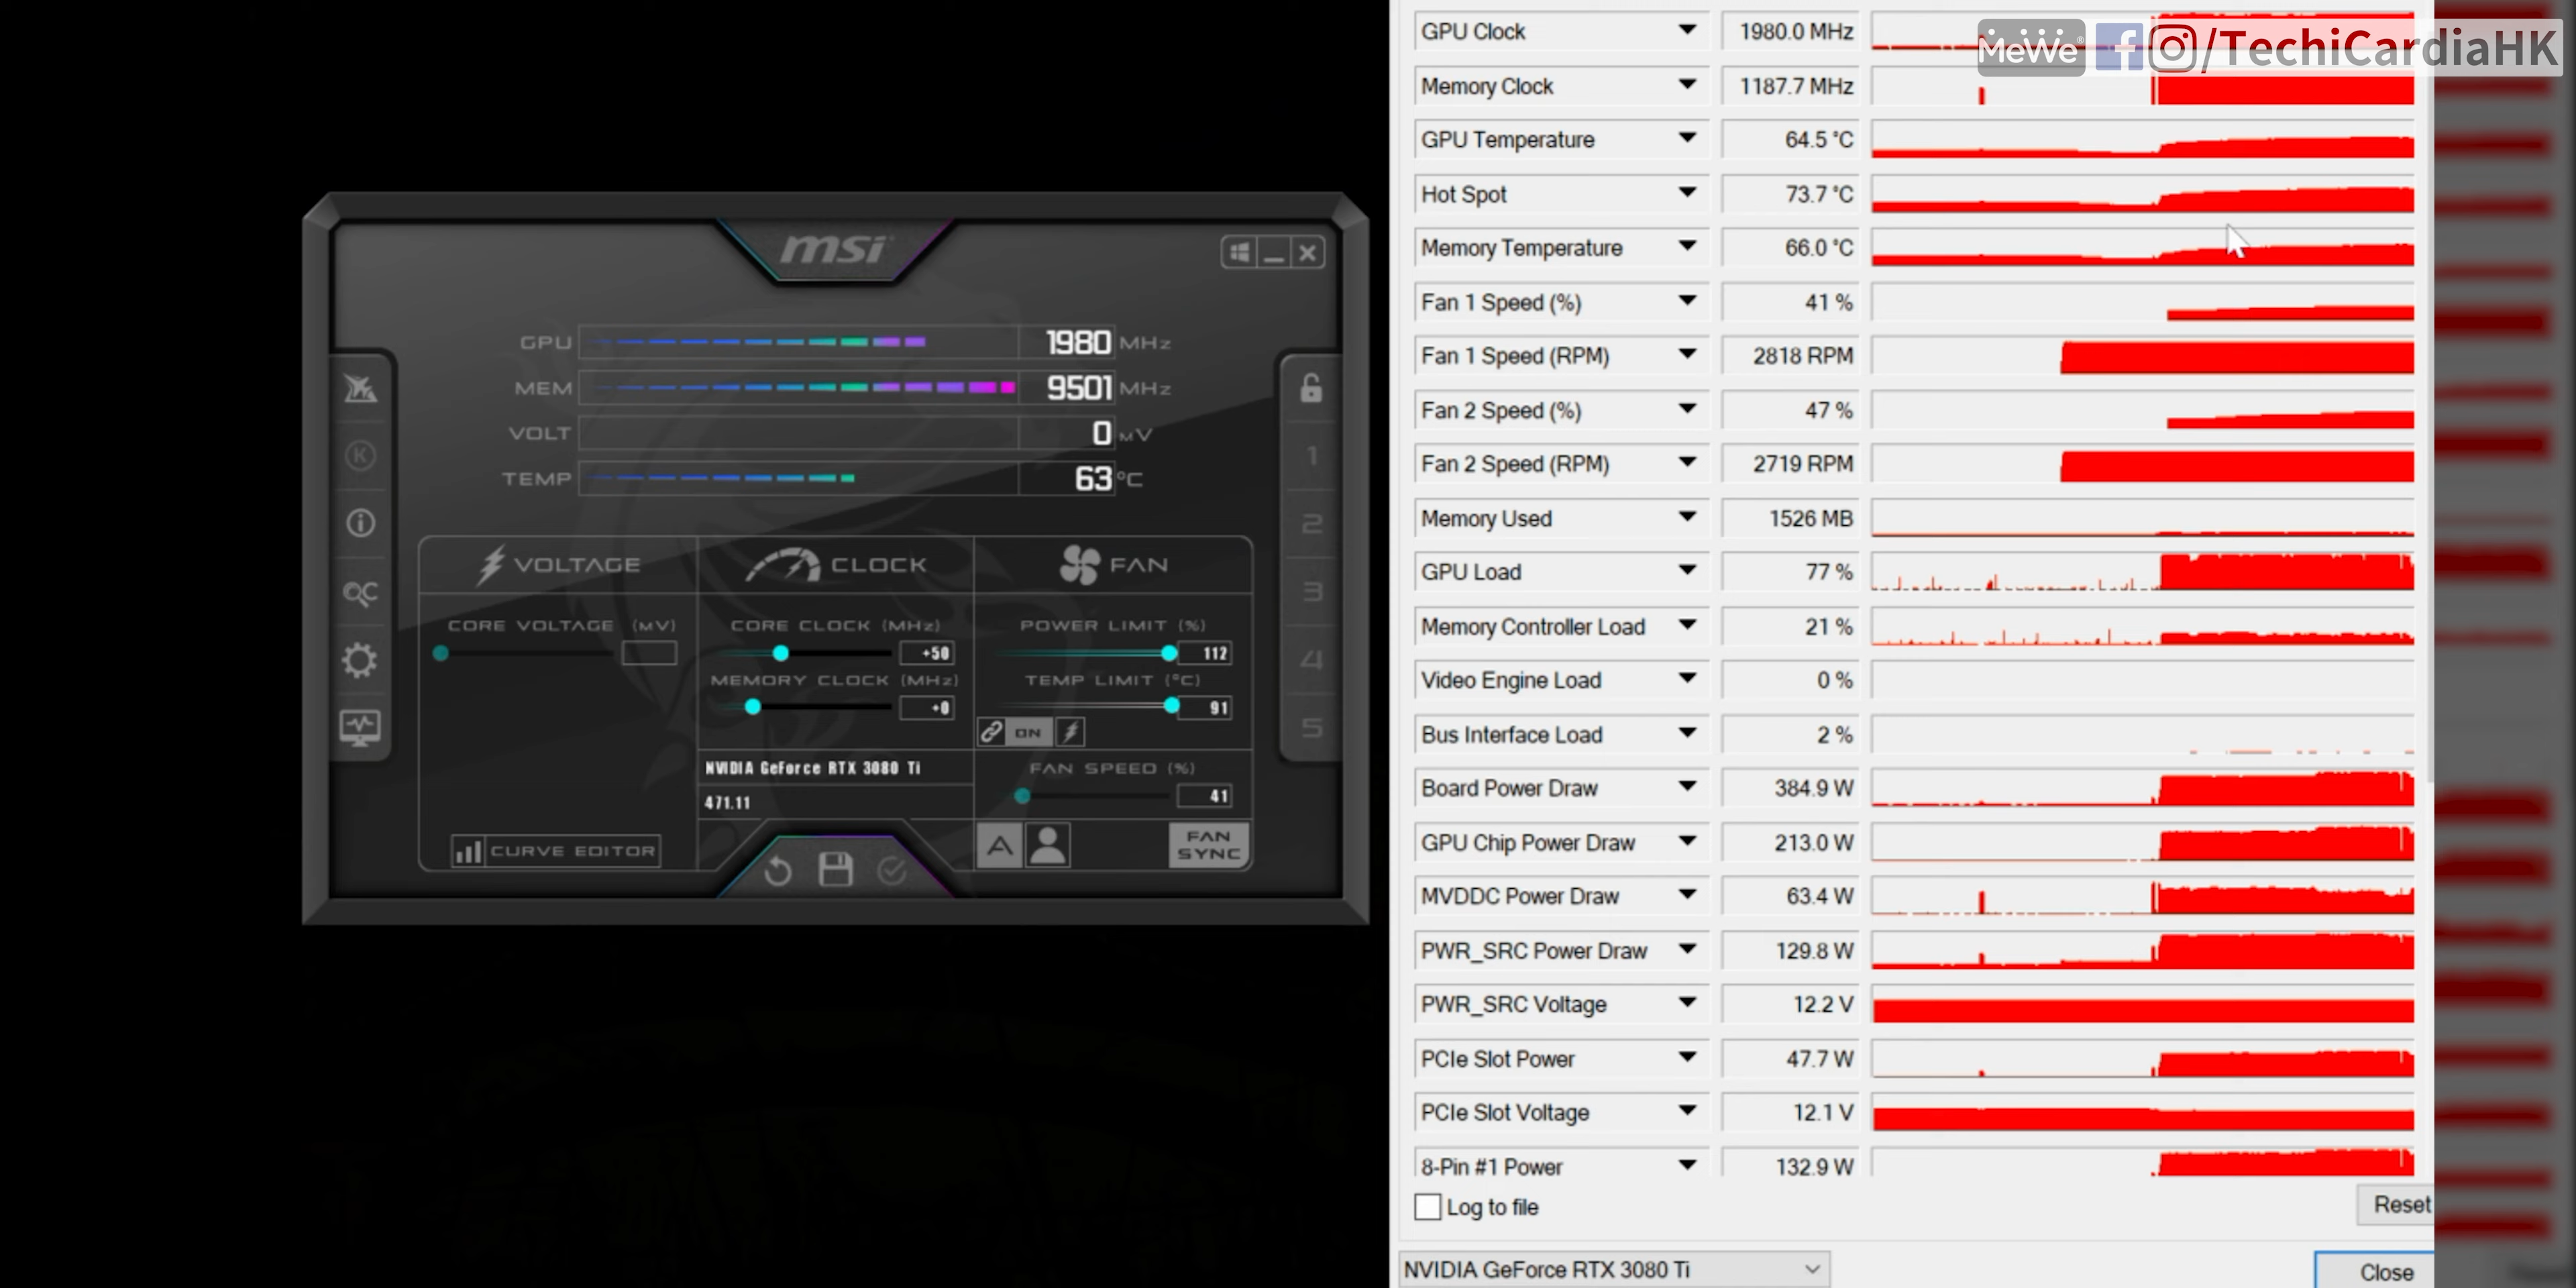 MeWe /TechiCardiaHK
msi
GPU 1980 MHz
MEM 9501 MHz
VOLT 0 MV
TEMP 63 °C
K
i
OC
1
2
3
4
5
VOLTAGE
CORE VOLTAGE (MV)
CURVE EDITOR
CLOCK
CORE CLOCK (MHz)
+50
MEMORY CLOCK (MHz)
+0
NVIDIA GeForce RTX 3080 Ti
471.11
FAN
POWER LIMIT (%)
112
TEMP LIMIT (°C)
91
ON
FAN SPEED (%)
41
A
FAN
SYNC
GPU Clock 1980.0 MHz
Memory Clock 1187.7 MHz
GPU Temperature 64.5 °C
Hot Spot 73.7 °C
Memory Temperature 66.0 °C
Fan 1 Speed (%) 41 %
Fan 1 Speed (RPM) 2818 RPM
Fan 2 Speed (%) 47 %
Fan 2 Speed (RPM) 2719 RPM
Memory Used 1526 MB
GPU Load 77 %
Memory Controller Load 21 %
Video Engine Load 0 %
Bus Interface Load 2 %
Board Power Draw 384.9 W
GPU Chip Power Draw 213.0 W
MVDDC Power Draw 63.4 W
PWR_SRC Power Draw 129.8 W
PWR_SRC Voltage 12.2 V
PCIe Slot Power 47.7 W
PCIe Slot Voltage 12.1 V
8-Pin #1 Power 132.9 W
Log to file
Reset
NVIDIA GeForce RTX 3080 Ti
Close